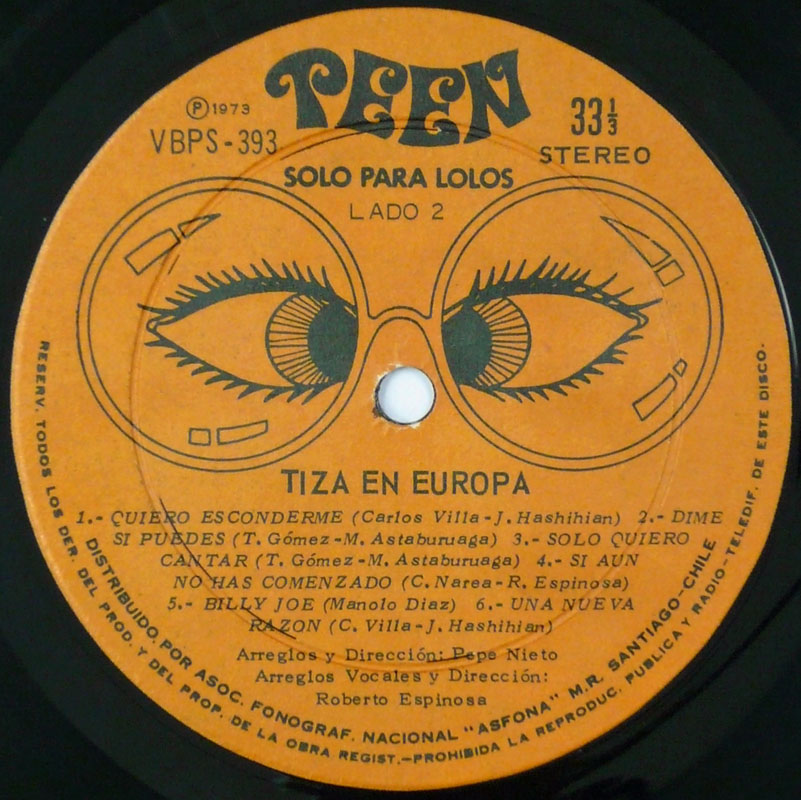 TEEN
Ⓟ1973
VBPS-393
33⅓
STEREO
SOLO PARA LOLOS
LADO 2
TIZA EN EUROPA
1.- QUIERO ESCONDERME (Carlos Villa-J. Hashihian) 2.- DIME
SI PUEDES (T. Gómez-M. Astaburuaga) 3.- SOLO QUIERO
CANTAR (T. Gómez-M. Astaburuaga) 4.- SI AUN
NO HAS COMENZADO (C. Narea-R. Espinosa)
5.- BILLY JOE (Manolo Diaz) 6.- UNA NUEVA
RAZON (C. Villa-J. Hashihian)
Arreglos y Dirección: Pepe Nieto
Arreglos Vocales y Dirección:
Roberto Espinosa
DISTRIBUIDO POR ASOC. FONOGRAF. NACIONAL "ASFONA" M.R. SANTIAGO-CHILE
RESERV. TODOS LOS DER. DEL PROD. Y DEL PROP. DE LA OBRA REGIST.-PROHIBIDA LA REPRODUC. PUBLICA Y RADIO-TELEDIF. DE ESTE DISCO.